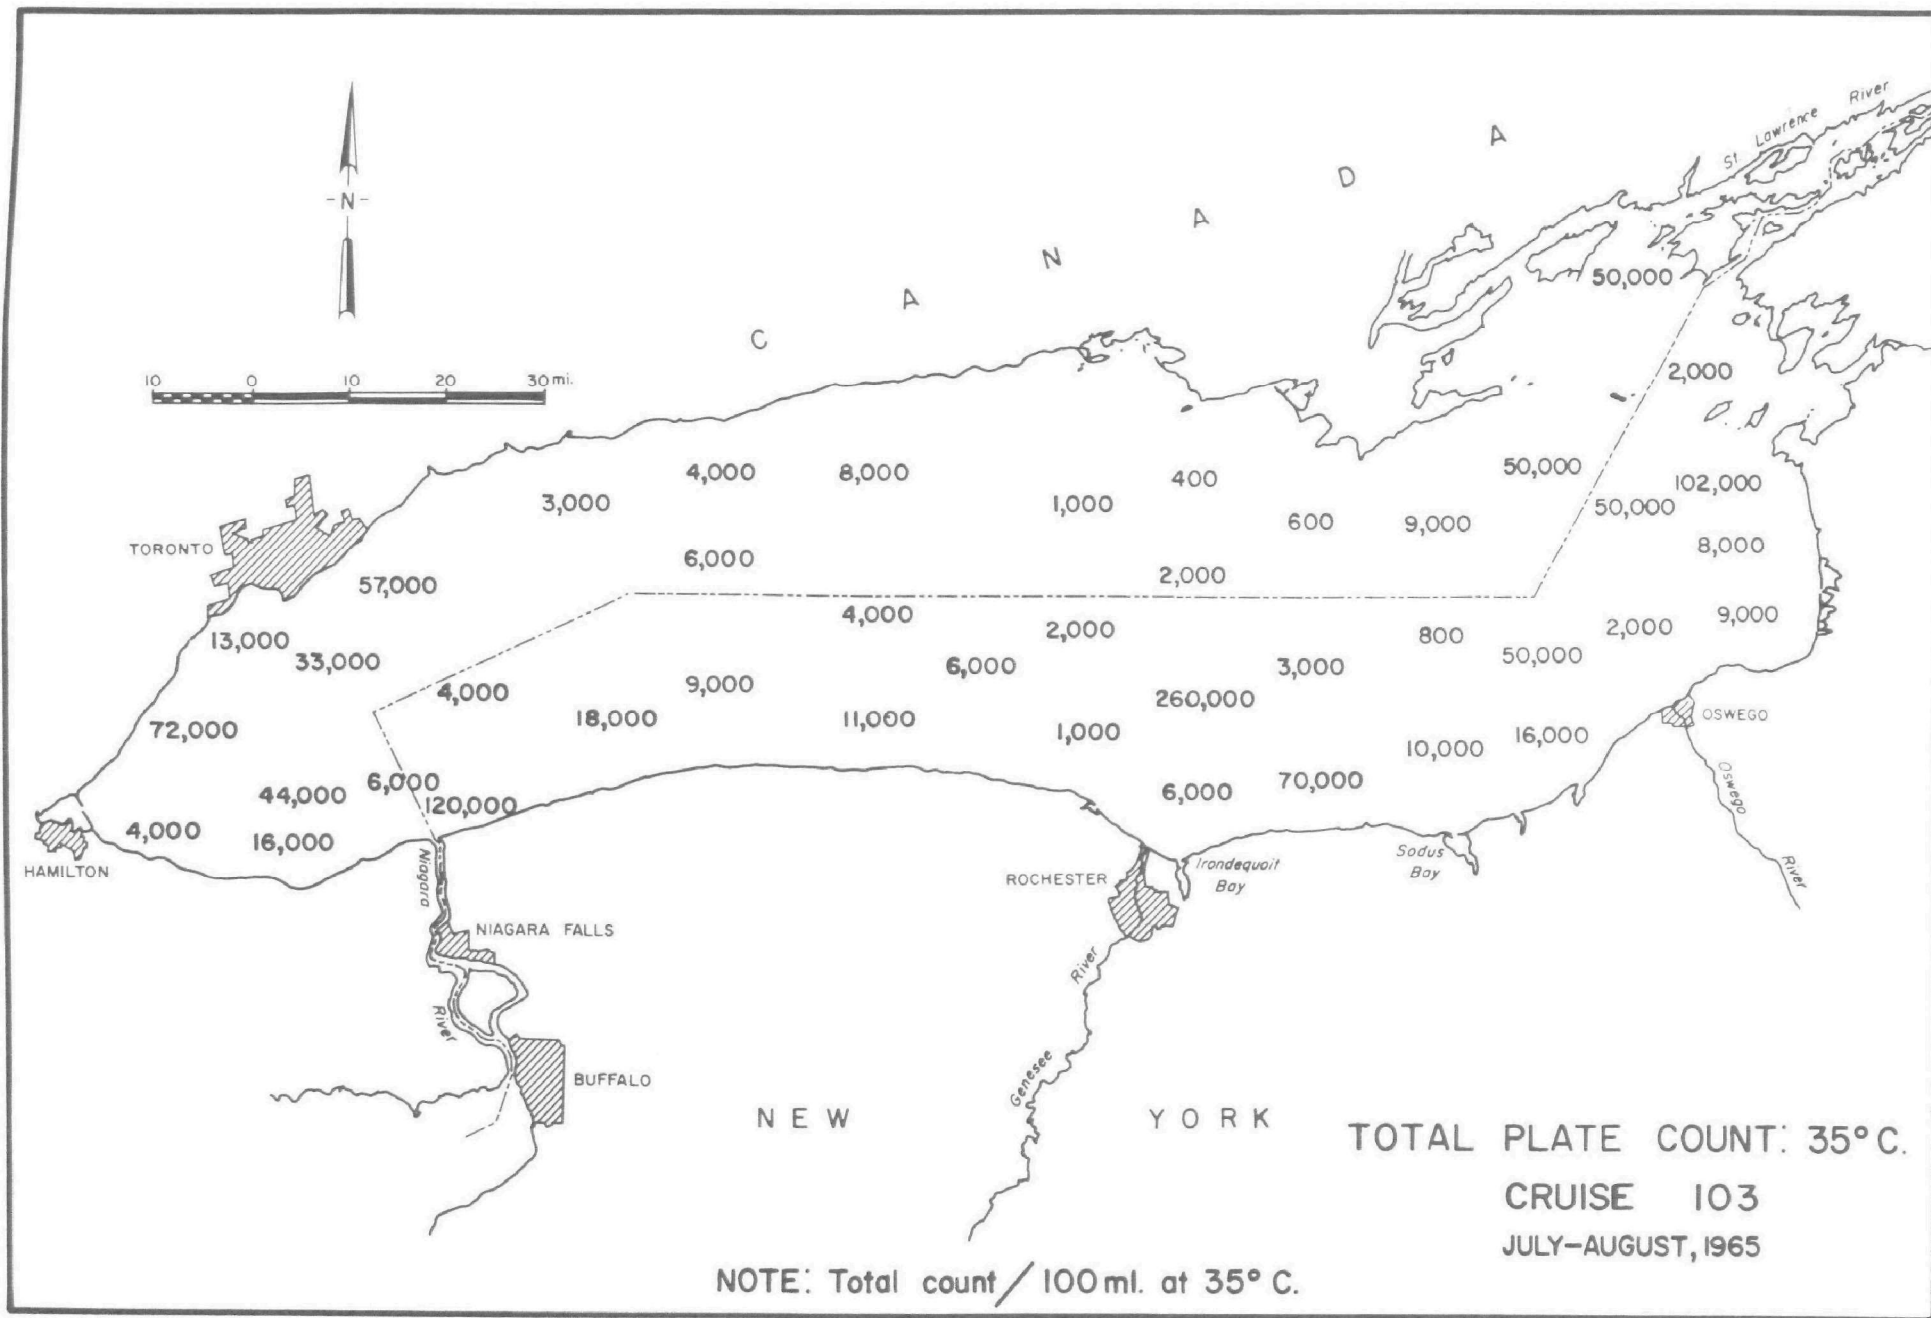 St. Lawrence River
C A N A D A
- N -
10 0 10 20 30 mi.
50,000
2,000
4,000
8,000
400
50,000
102,000
3,000
1,000
50,000
600
9,000
TORONTO
8,000
6,000
57,000
2,000
4,000
2,000
800
2,000
9,000
13,000
33,000
6,000
3,000
50,000
4,000
9,000
260,000
72,000
18,000
11,000
1,000
OSWEGO
10,000
16,000
6,000
44,000
120,000
6,000
70,000
4,000
16,000
Oswego River
HAMILTON
Niagara River
Irondequoit
Bay
Sodus
Bay
ROCHESTER
NIAGARA FALLS
Genesee River
BUFFALO
NEW YORK
TOTAL PLATE COUNT: 35° C.
CRUISE 103
JULY-AUGUST, 1965
NOTE: Total count / 100 ml. at 35° C.